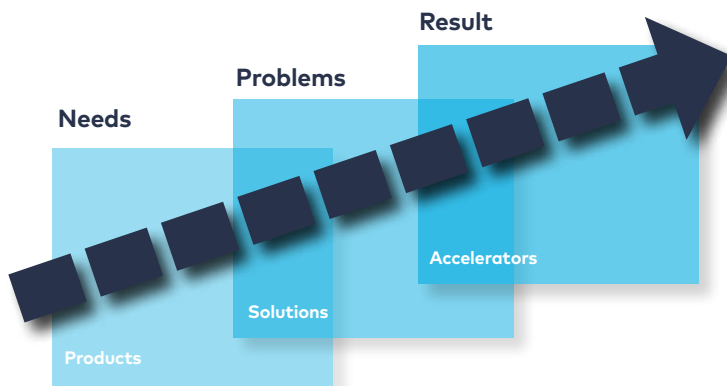 Result
Problems
Needs
Accelerators
Solutions
Products